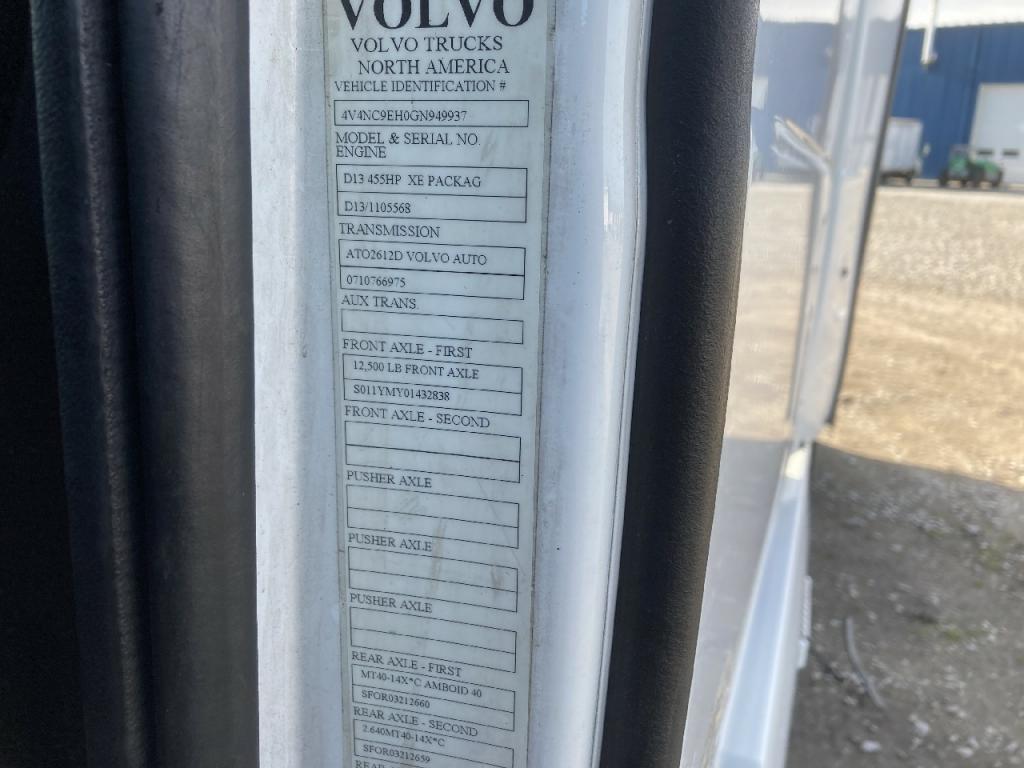 VOLVO
VOLVO TRUCKS
NORTH AMERICA
VEHICLE IDENTIFICATION #
4V4NC9EH0GN949937
MODEL & SERIAL NO.
ENGINE
D13 455HP XE PACKAG
D13/1105568
TRANSMISSION
ATO2612D VOLVO AUTO
0710766975
AUX TRANS.
FRONT AXLE - FIRST
12,500 LB FRONT AXLE
S011YMY01432838
FRONT AXLE - SECOND
PUSHER AXLE
PUSHER AXLE
PUSHER AXLE
REAR AXLE - FIRST
MT40-14X*C AMBOID 40
SFOR03212660
REAR AXLE - SECOND
2.640MT40-14X*C
SFOR03212659
REAR